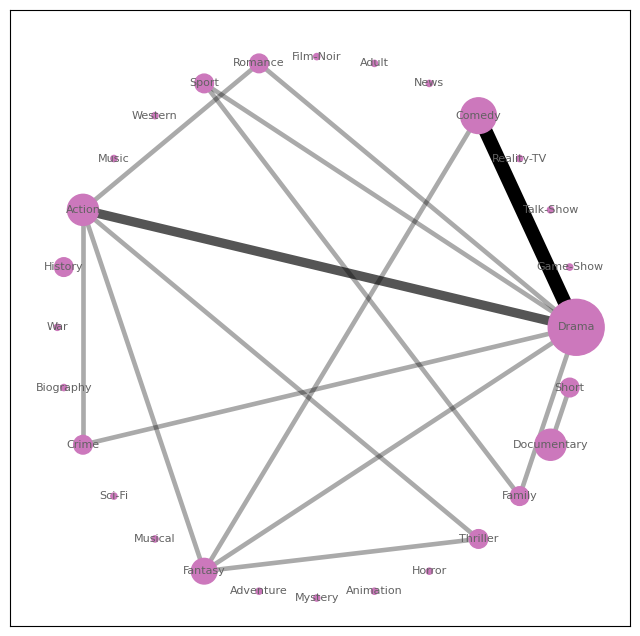 Film-Noir
Romance
Adult
Sport
News
Western
Comedy
Music
Reality-TV
Action
Talk-Show
History
Game-Show
War
Drama
Biography
Short
Crime
Documentary
Sci-Fi
Family
Musical
Thriller
Fantasy
Horror
Adventure
Animation
Mystery